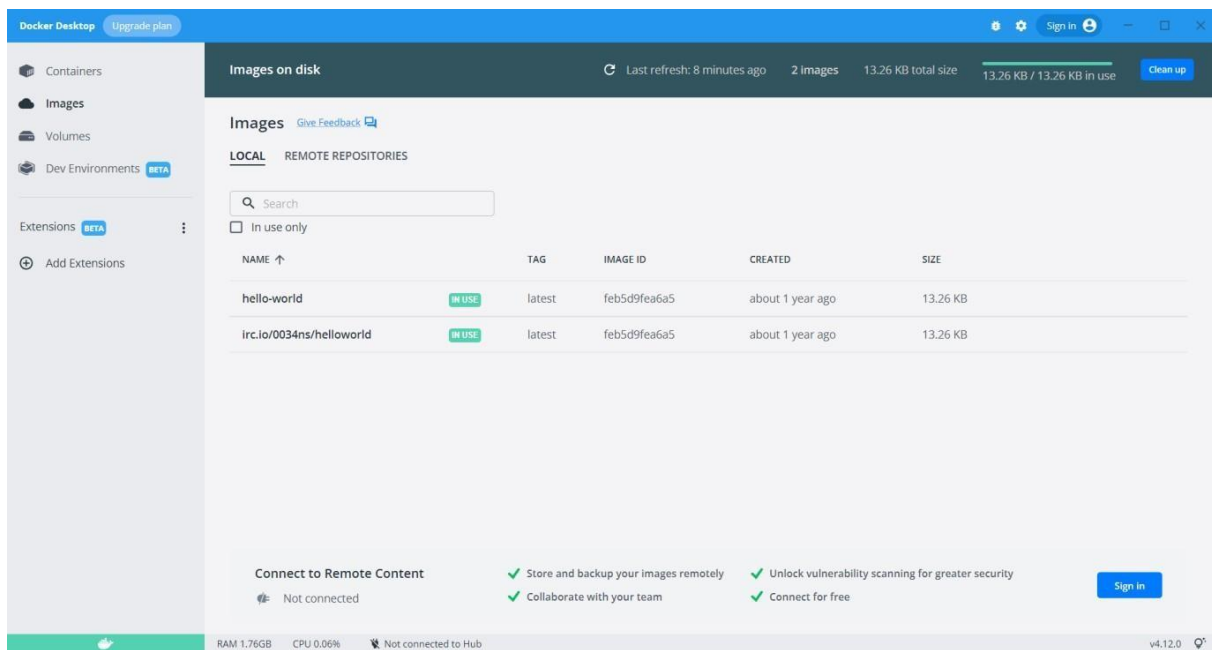 Docker Desktop Upgrade plan Sign in
Containers
Images
Volumes
Dev Environments BETA
Extensions BETA
Add Extensions
Images on disk Last refresh: 8 minutes ago 2 images 13.26 KB total size 13.26 KB / 13.26 KB in use Clean up
Images Give Feedback
LOCAL REMOTE REPOSITORIES
Search
In use only
NAME TAG IMAGE ID CREATED SIZE
hello-world IN USE latest feb5d9fea6a5 about 1 year ago 13.26 KB
irc.io/0034ns/helloworld IN USE latest feb5d9fea6a5 about 1 year ago 13.26 KB
Connect to Remote Content
Not connected
Store and backup your images remotely
Collaborate with your team
Unlock vulnerability scanning for greater security
Connect for free
Sign in
RAM 1.76GB CPU 0.06% Not connected to Hub v4.12.0